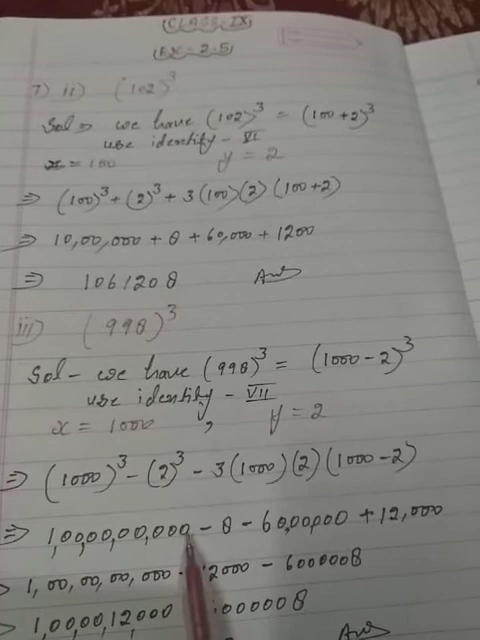 CLASS-IX
EX-2.5
7) ii) (102)³
Sol ⇒ we have (102)³ = (100+2)³
use identify - VI
x = 100 y = 2
⇒ (100)³ + (2)³ + 3(100)(2)(100+2)
⇒ 10,00,000 + 8 + 60,000 + 1200
⇒ 1061208 Ans
iii) (998)³
Sol - we have (998)³ = (1000-2)³
use identify - VII
x = 1000, y = 2
⇒ (1000)³ - (2)³ - 3(1000)(2)(1000-2)
⇒ 1,00,00,00,000 - 8 - 60,00,000 + 12,000
1,00,00,00,000 2000 - 6000008
1,00,00,12000 000008
Ans